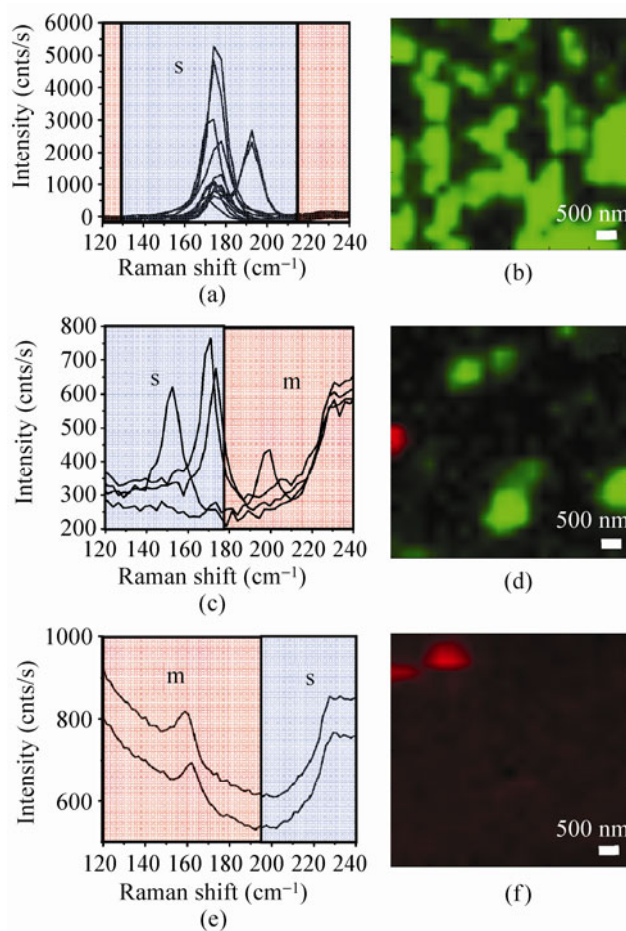 6000
5000
4000
3000
2000
1000
0
Intensity (cnts/s)
s
120 140 160 180 200 220 240
Raman shift (cm⁻¹)
(a)
500 nm
(b)
800
700
600
500
400
300
200
Intensity (cnts/s)
s
m
120 140 160 180 200 220 240
Raman shift (cm⁻¹)
(c)
500 nm
(d)
1000
800
600
Intensity (cnts/s)
m
s
120 140 160 180 200 220 240
Raman shift (cm⁻¹)
(e)
500 nm
(f)